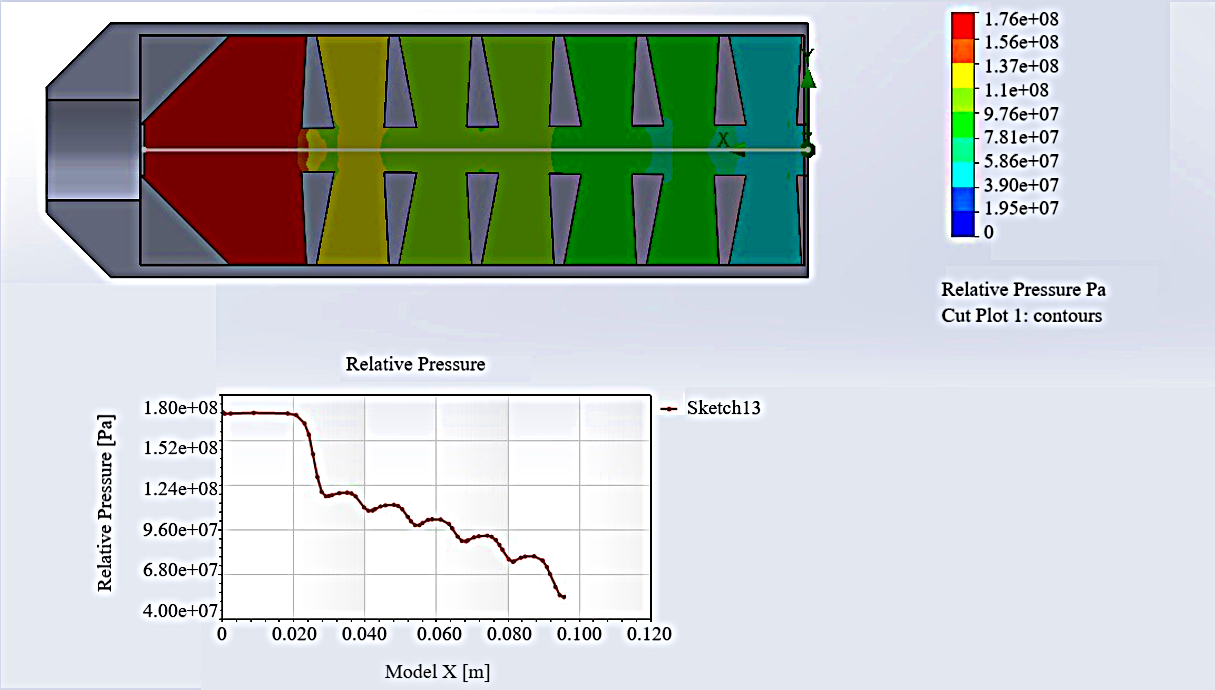 1.76e+08
1.56e+08
1.37e+08
1.1e+08
9.76e+07
7.81e+07
5.86e+07
3.90e+07
1.95e+07
0
Y
X
Relative Pressure Pa
Cut Plot 1: contours
Relative Pressure
Sketch13
Relative Pressure [Pa]
1.80e+08
1.52e+08
1.24e+08
9.60e+07
6.80e+07
4.00e+07
0 0.020 0.040 0.060 0.080 0.100 0.120
Model X [m]